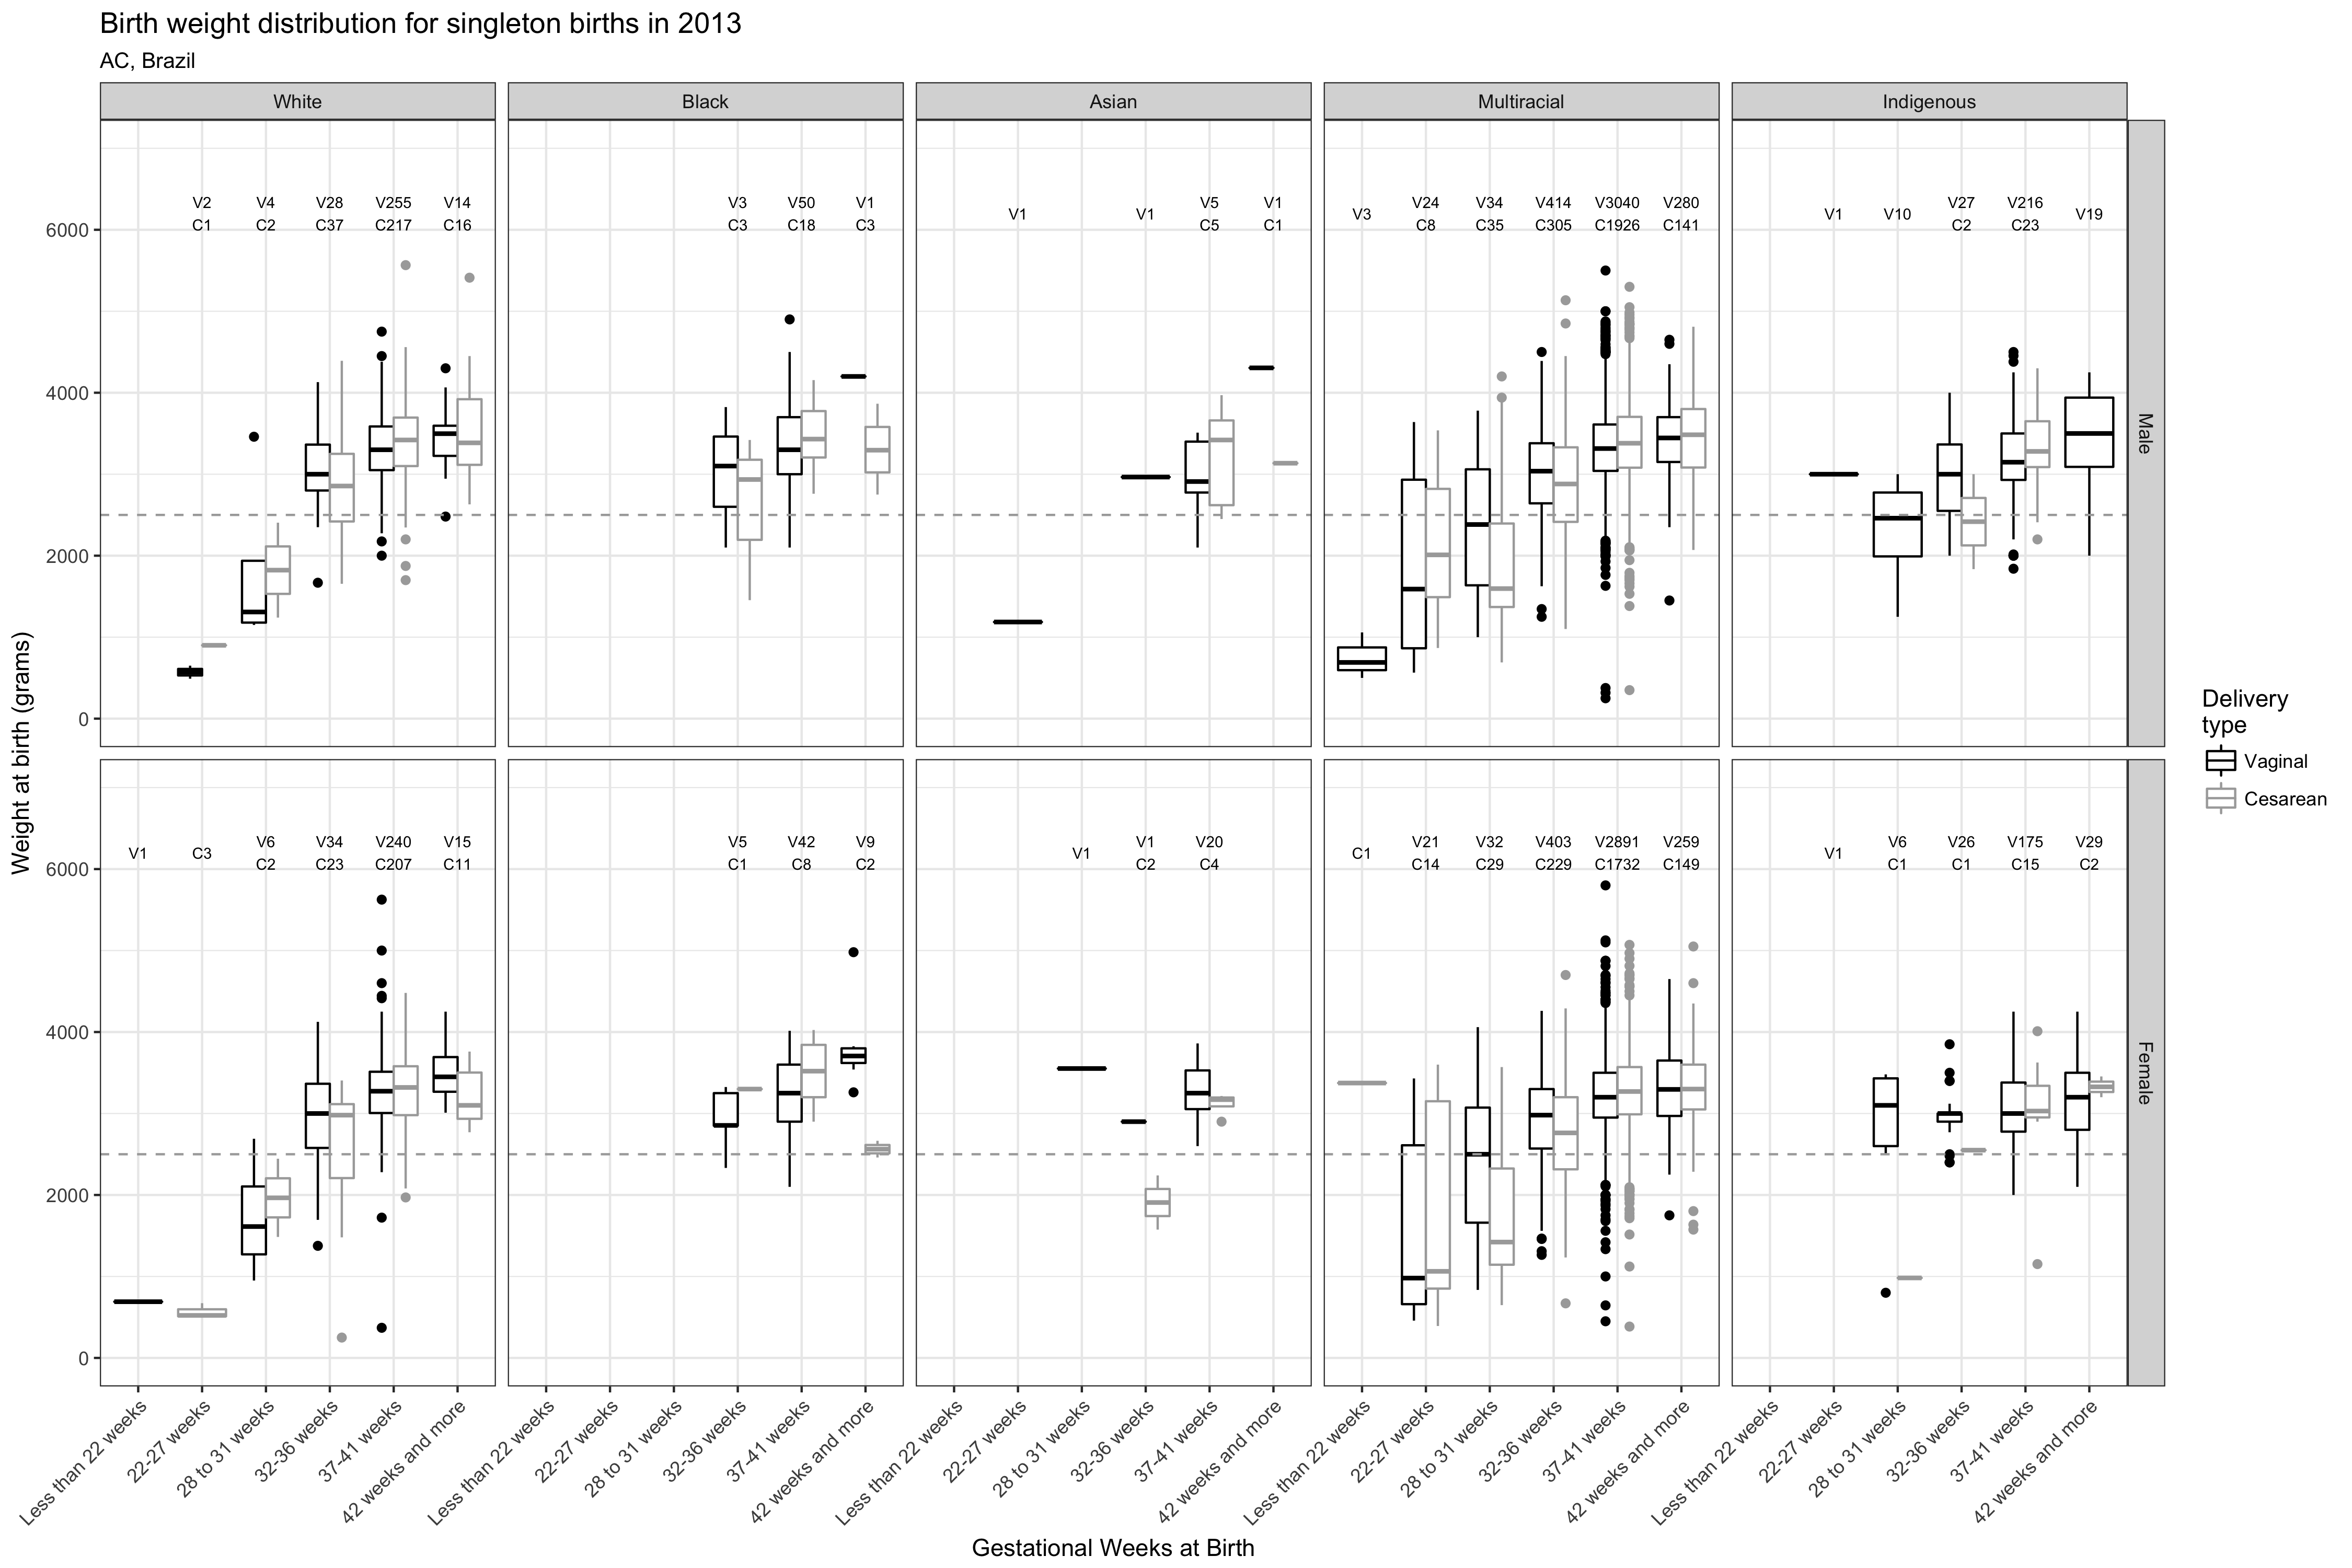 Birth weight distribution for singleton births in 2013
AC, Brazil
White
Black
Asian
Multiracial
Indigenous
Weight at birth (grams)
6000
4000
2000
0
V2 V4 V28 V255 V14
C1 C2 C37 C217 C16
V3 V50 V1
C3 C18 C3
V1 V1 V5 V1
C5 C1
V3 V24 V34 V414 V3040 V280
C8 C35 C305 C1926 C141
V1 V10 V27 V216 V19
C2 C23
Male
6000
4000
2000
0
V1 C3 V6 V34 V240 V15
C2 C23 C207 C11
V5 V42 V9
C1 C8 C2
V1 V1 V20
C2 C4
C1 V21 V32 V403 V2891 V259
C14 C29 C229 C1732 C149
V1 V6 V26 V175 V29
C1 C1 C15 C2
Female
Less than 22 weeks
22-27 weeks
28 to 31 weeks
32-36 weeks
37-41 weeks
42 weeks and more
Less than 22 weeks
22-27 weeks
28 to 31 weeks
32-36 weeks
37-41 weeks
42 weeks and more
Less than 22 weeks
22-27 weeks
28 to 31 weeks
32-36 weeks
37-41 weeks
42 weeks and more
Less than 22 weeks
22-27 weeks
28 to 31 weeks
32-36 weeks
37-41 weeks
42 weeks and more
Less than 22 weeks
22-27 weeks
28 to 31 weeks
32-36 weeks
37-41 weeks
42 weeks and more
Gestational Weeks at Birth
Delivery
type
Vaginal
Cesarean